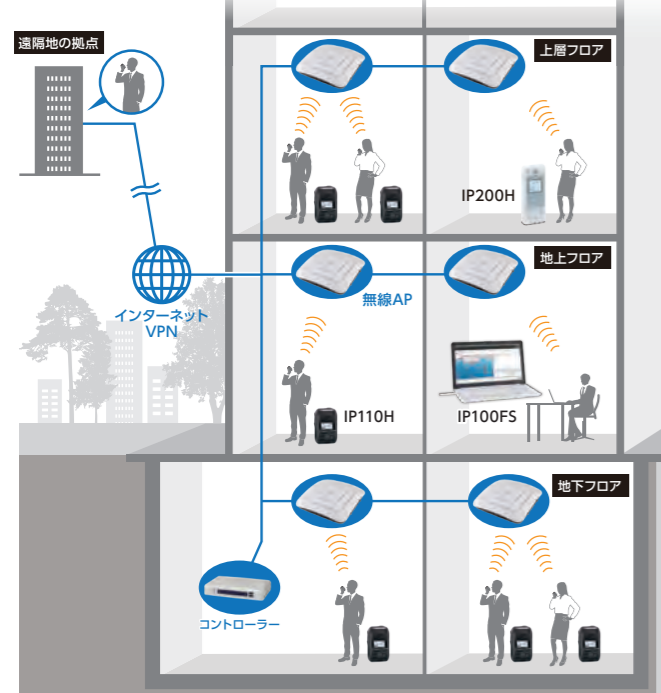 遠隔地の拠点
上層フロア
IP200H
地上フロア
無線AP
インターネット
VPN
IP110H
IP100FS
地下フロア
コントローラー